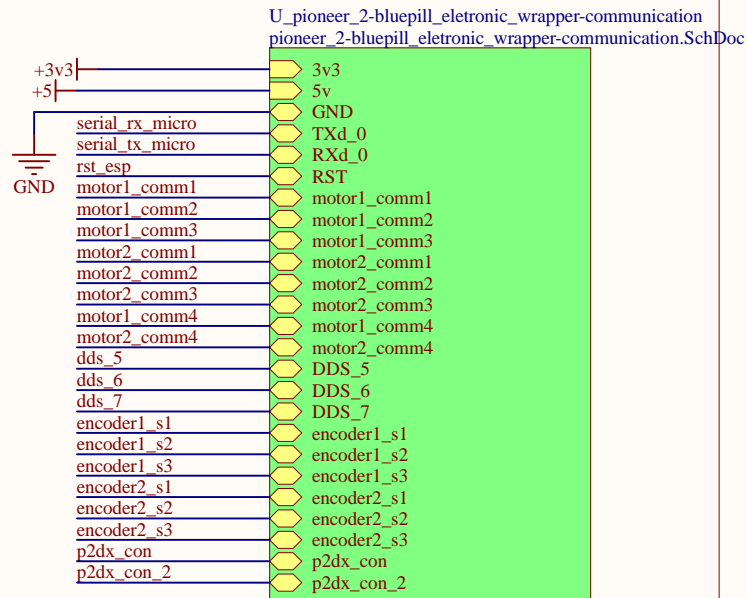 U_pioneer_2-bluepill_eletronic_wrapper-communication
pioneer_2-bluepill_eletronic_wrapper-communication.SchDoc
+3v3 3v3
+5 5v
GND
serial_rx_micro TXd_0
serial_tx_micro RXd_0
rst_esp RST
GND
motor1_comm1 motor1_comm1
motor1_comm2 motor1_comm2
motor1_comm3 motor1_comm3
motor2_comm1 motor2_comm1
motor2_comm2 motor2_comm2
motor2_comm3 motor2_comm3
motor1_comm4 motor1_comm4
motor2_comm4 motor2_comm4
dds_5 DDS_5
dds_6 DDS_6
dds_7 DDS_7
encoder1_s1 encoder1_s1
encoder1_s2 encoder1_s2
encoder1_s3 encoder1_s3
encoder2_s1 encoder2_s1
encoder2_s2 encoder2_s2
encoder2_s3 encoder2_s3
p2dx_con p2dx_con
p2dx_con_2 p2dx_con_2